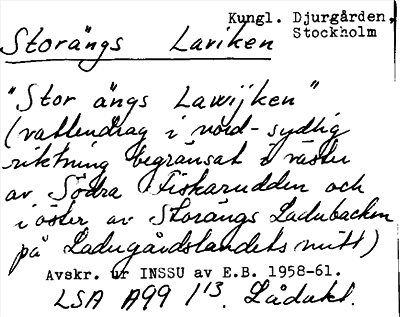 Kungl. Djurgården,
Stockholm
Storängs Laviken
"Stor ängs Lawijken"
(vattendrag i nord-sydlig
riktning begränsat i väster
av Södra Fiskarudden och
i öster av Storängs Ladubacken
på Ladugårdslandets mitt)
Avskr. ur INSSU av E.B. 1958-61.
LSA A99 1/13. Lådakt.